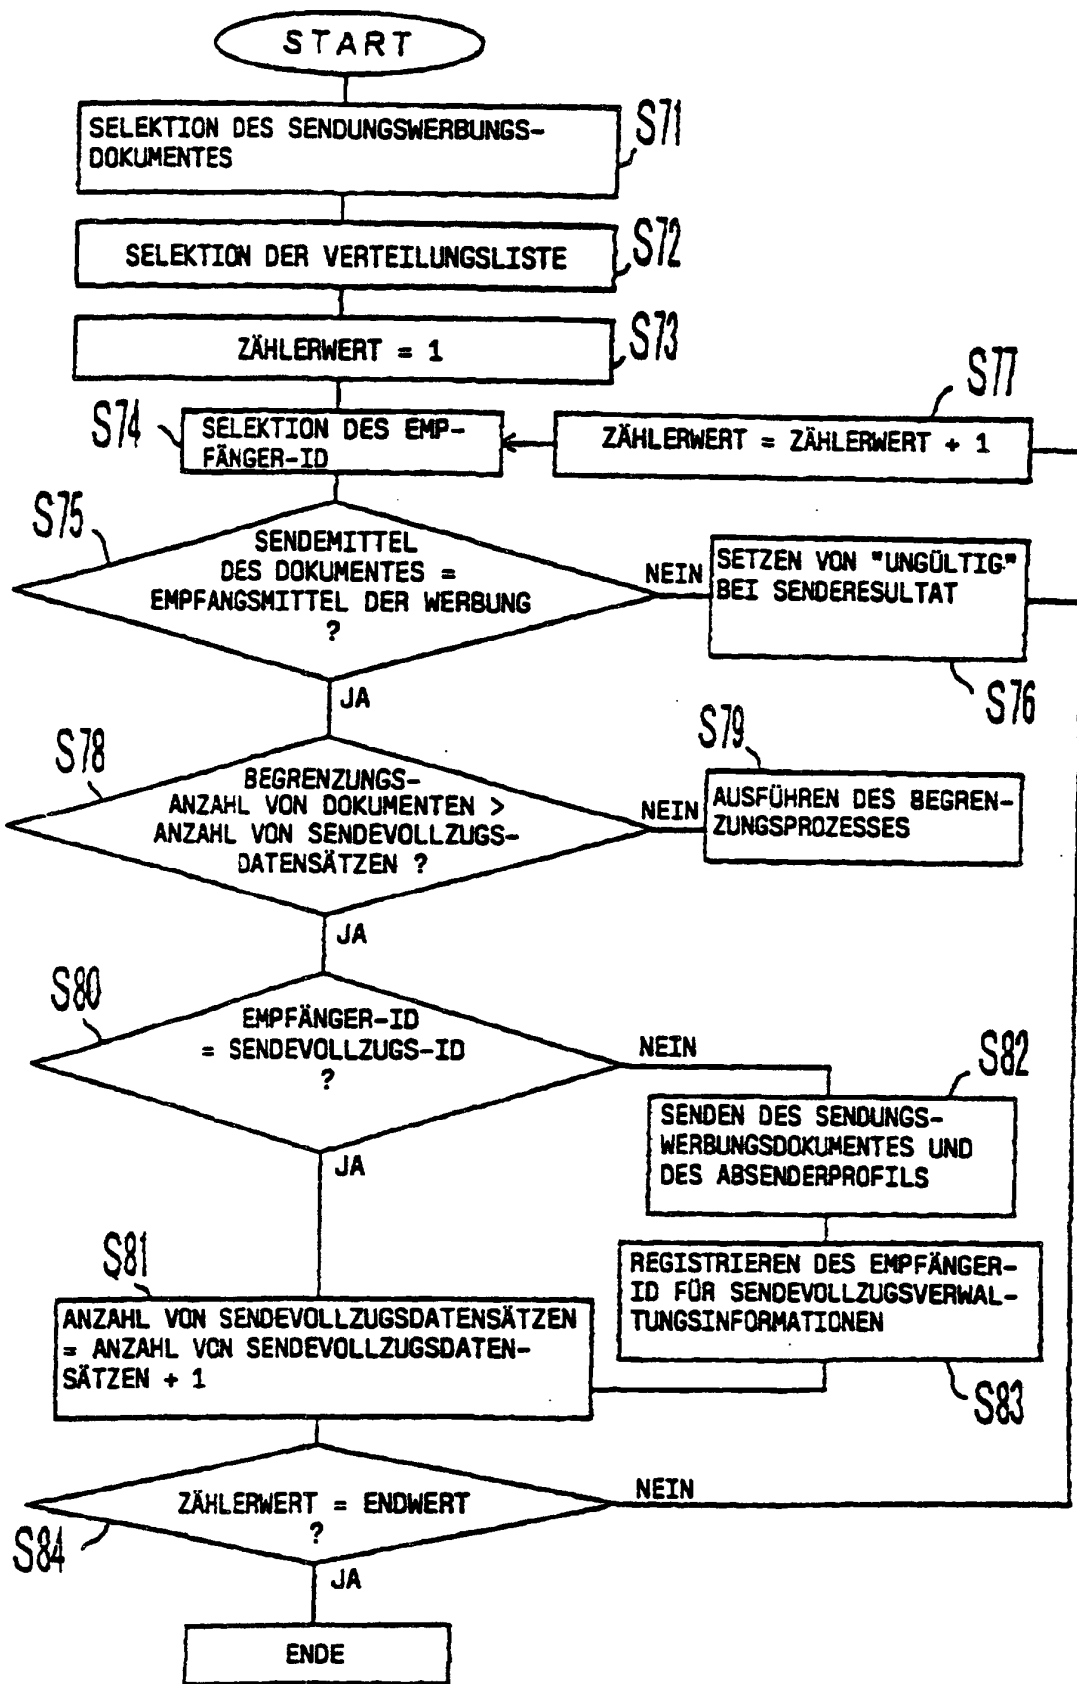 START
SELEKTION DES SENDUNGSWERBUNGS-
DOKUMENTES
S71
SELEKTION DER VERTEILUNGSLISTE
S72
ZÄHLERWERT = 1
S73
S74
SELEKTION DES EMP-
FÄNGER-ID
ZÄHLERWERT = ZÄHLERWERT + 1
S77
S75
SENDEMITTEL
DES DOKUMENTES =
EMPFANGSMITTEL DER WERBUNG
?
NEIN
SETZEN VON "UNGÜLTIG"
BEI SENDERESULTAT
S76
JA
S78
BEGRENZUNGS-
ANZAHL VON DOKUMENTEN >
ANZAHL VON SENDEVOLLZUGS-
DATENSÄTZEN ?
NEIN
S79
AUSFÜHREN DES BEGREN-
ZUNGSPROZESSES
JA
S80
EMPFÄNGER-ID
= SENDEVOLLZUGS-ID
?
NEIN
S82
SENDEN DES SENDUNGS-
WERBUNGSDOKUMENTES UND
DES ABSENDERPROFILS
JA
REGISTRIEREN DES EMPFÄNGER-
ID FÜR SENDEVOLLZUGSVERWAL-
TUNGSINFORMATIONEN
S83
S81
ANZAHL VON SENDEVOLLZUGSDATENSÄTZEN
= ANZAHL VON SENDEVOLLZUGSDATEN-
SÄTZEN + 1
ZÄHLERWERT = ENDWERT
?
NEIN
S84
JA
ENDE